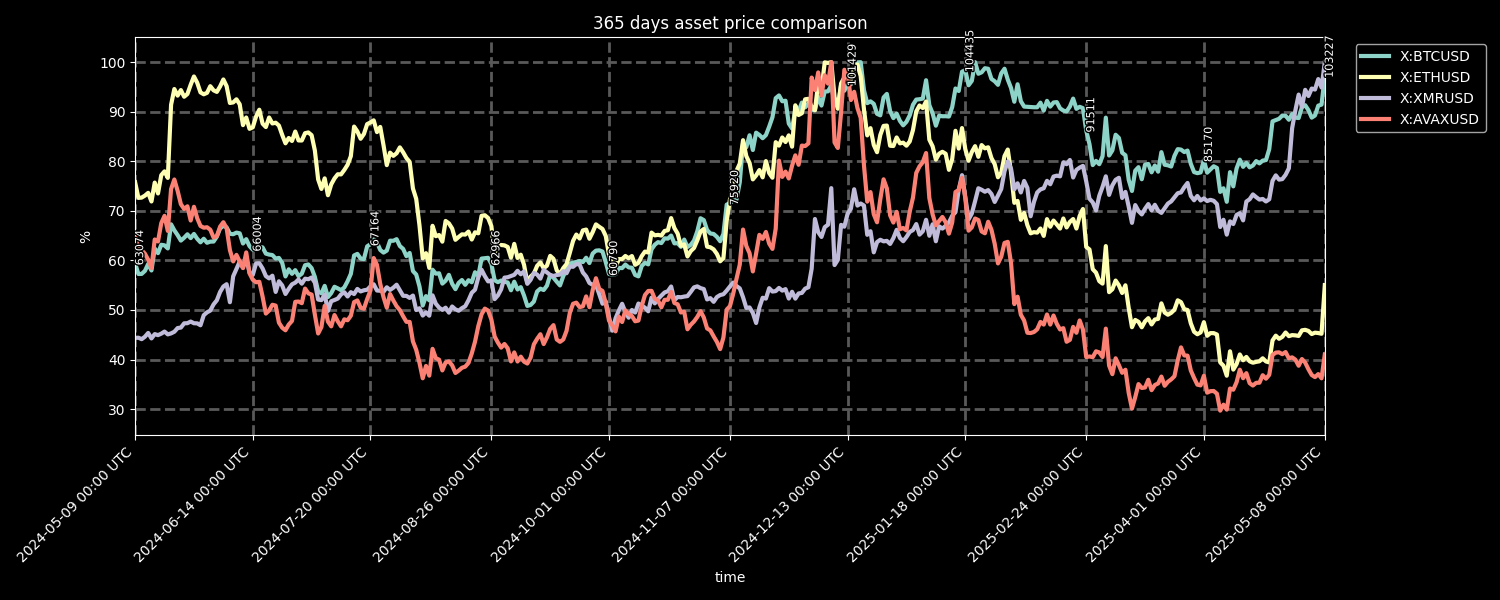 365 days asset price comparison
X:BTCUSD
X:ETHUSD
X:XMRUSD
X:AVAXUSD
%
100
90
80
70
60
50
40
30
63074
66004
67164
62966
60790
75920
101429
104435
91511
85170
103227
2024-05-09 00:00 UTC
2024-06-14 00:00 UTC
2024-07-20 00:00 UTC
2024-08-26 00:00 UTC
2024-10-01 00:00 UTC
2024-11-07 00:00 UTC
2024-12-13 00:00 UTC
2025-01-18 00:00 UTC
2025-02-24 00:00 UTC
2025-04-01 00:00 UTC
2025-05-08 00:00 UTC
time